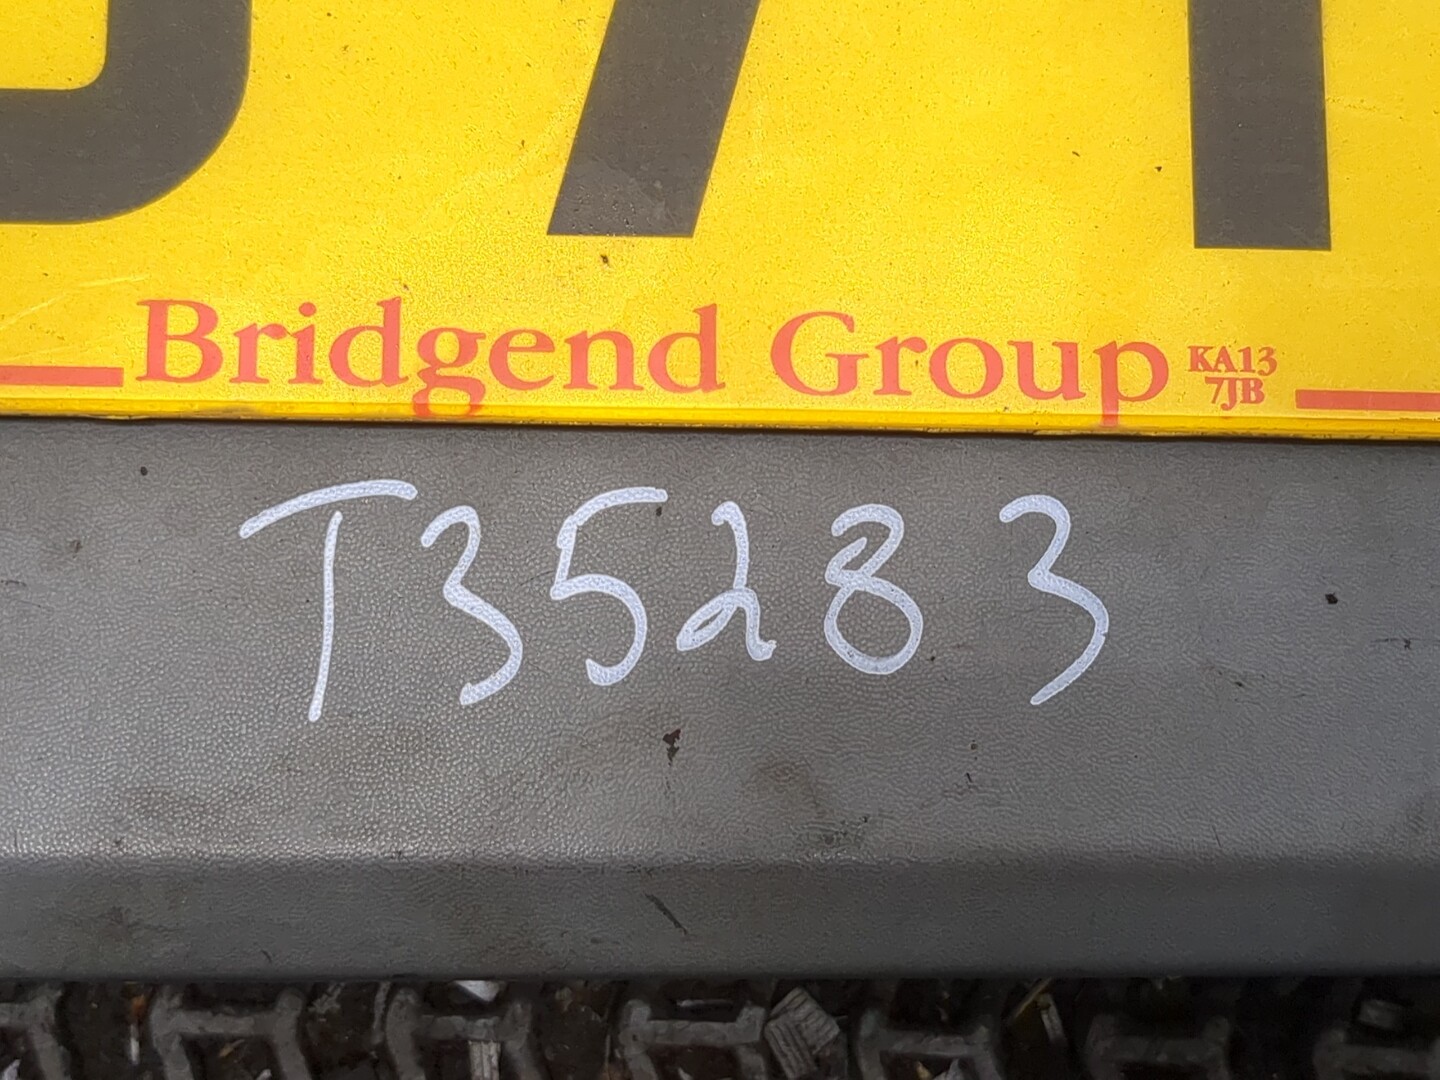 Bridgend Group KA13
7JB
T35283